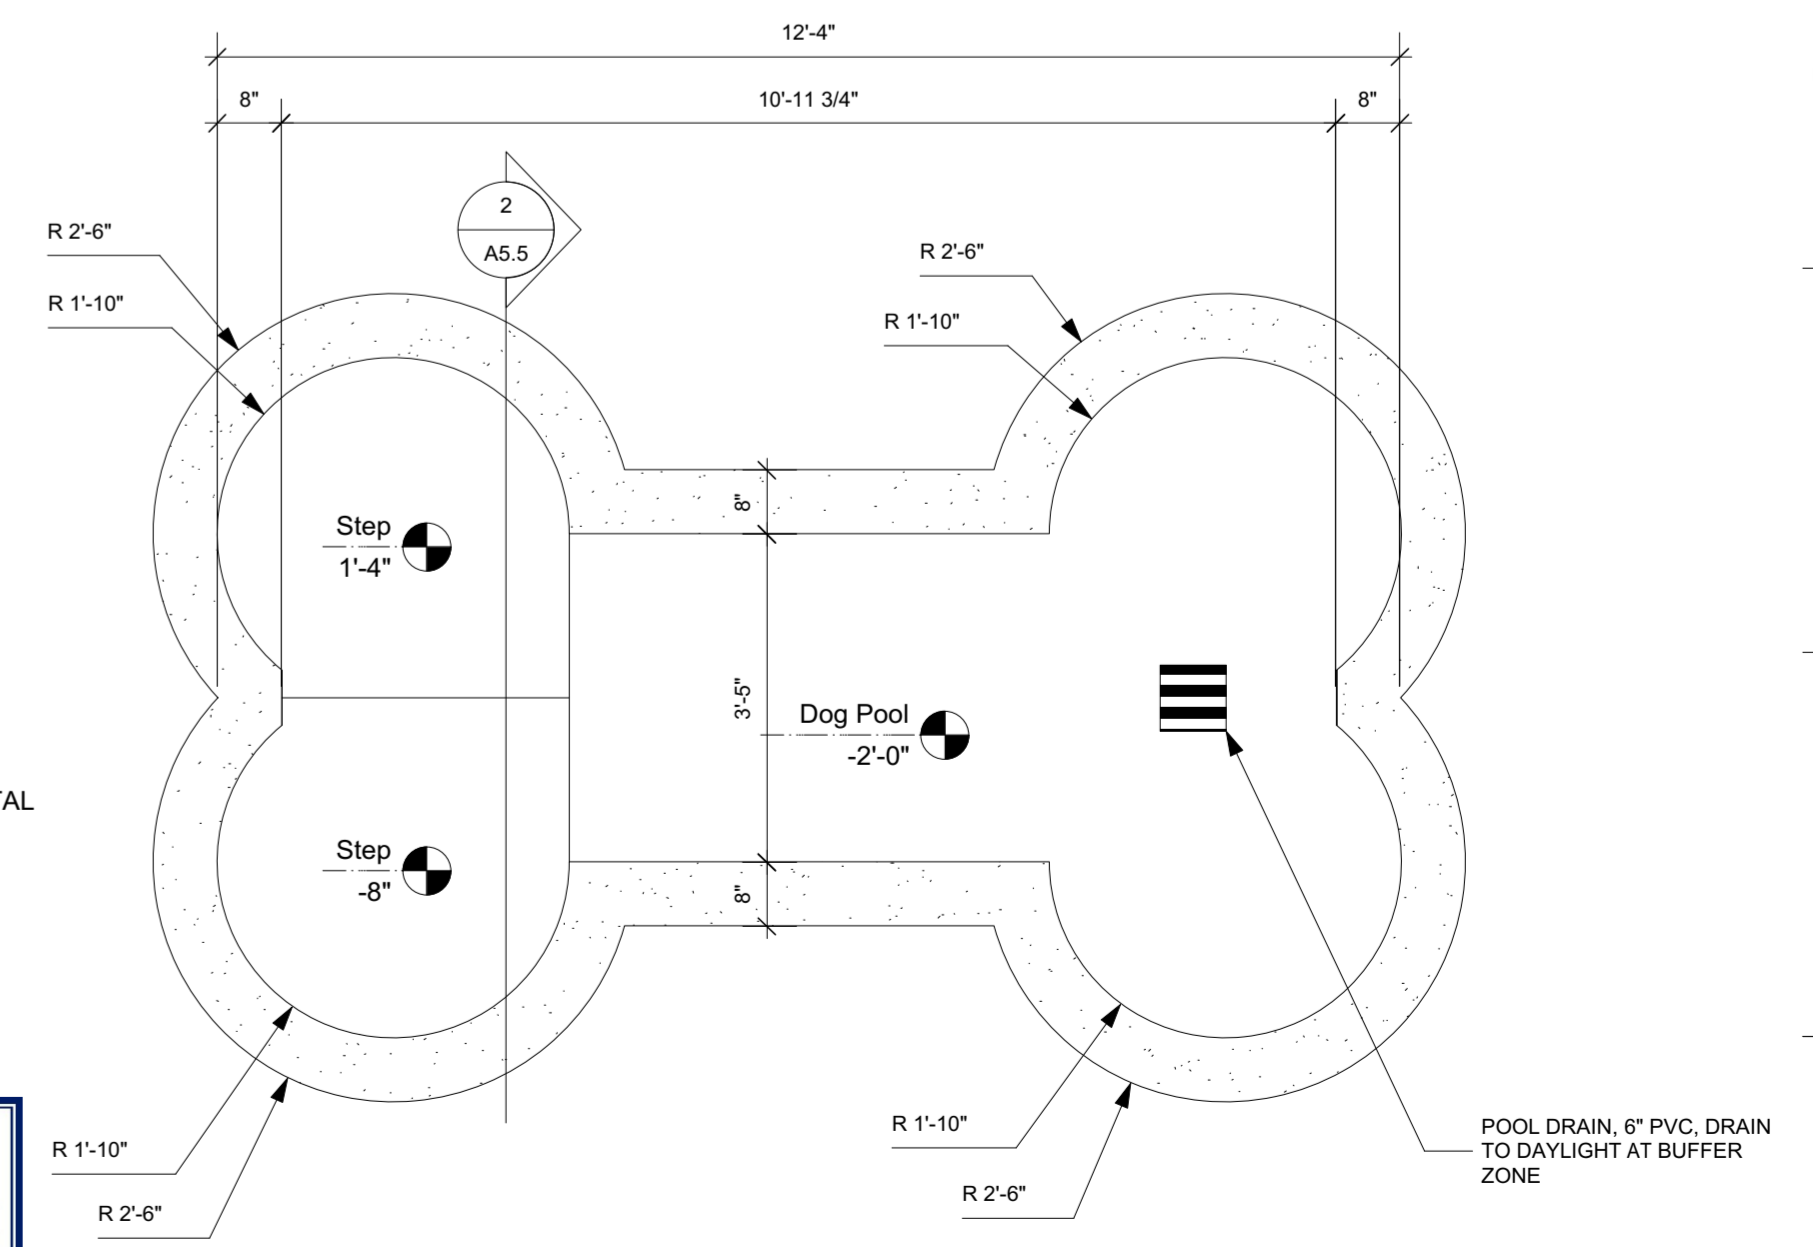 12'-4"
8"
10'-11 3/4"
8"
2
A5.5
R 2'-6"
R 1'-10"
R 2'-6"
R 1'-10"
8"
Step
1'-4"
3'-5"
Dog Pool
-2'-0"
TAL
Step
-8"
8"
R 1'-10"
R 2'-6"
R 1'-10"
R 2'-6"
POOL DRAIN, 6" PVC, DRAIN
TO DAYLIGHT AT BUFFER
ZONE